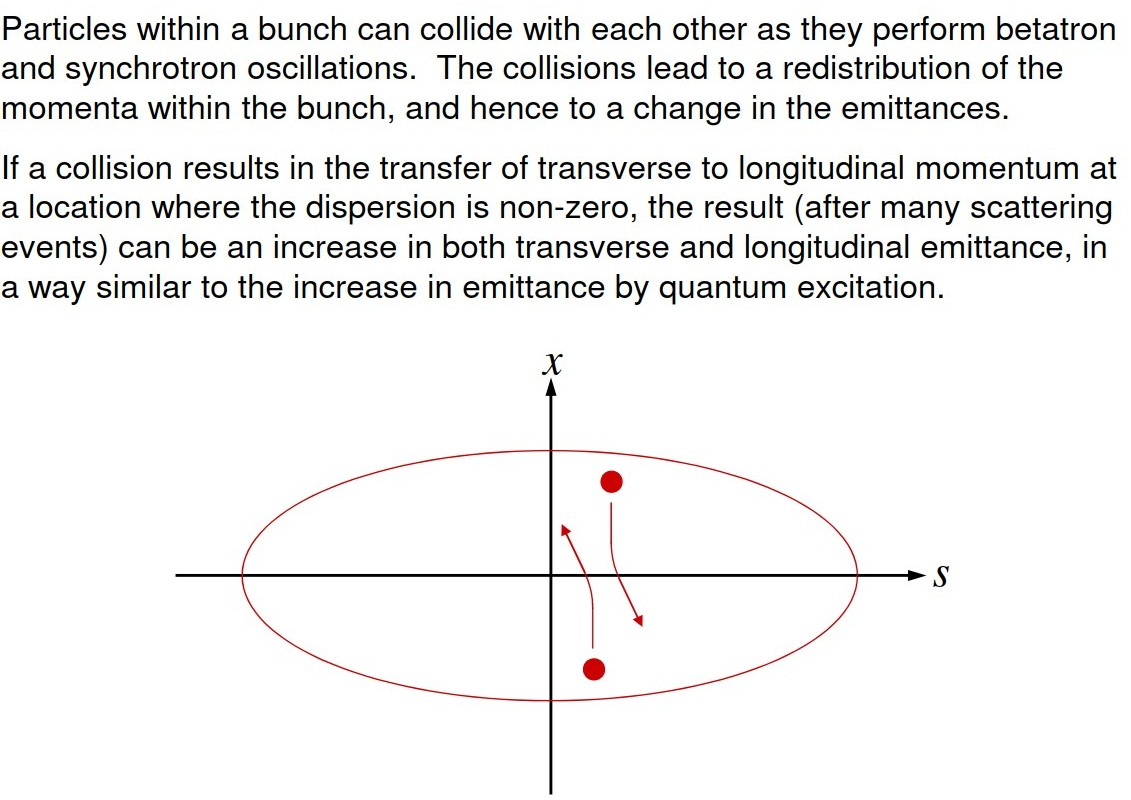 Particles within a bunch can collide with each other as they perform betatron
and synchrotron oscillations.  The collisions lead to a redistribution of the
momenta within the bunch, and hence to a change in the emittances.
If a collision results in the transfer of transverse to longitudinal momentum at
a location where the dispersion is non-zero, the result (after many scattering
events) can be an increase in both transverse and longitudinal emittance, in
a way similar to the increase in emittance by quantum excitation.
x
s